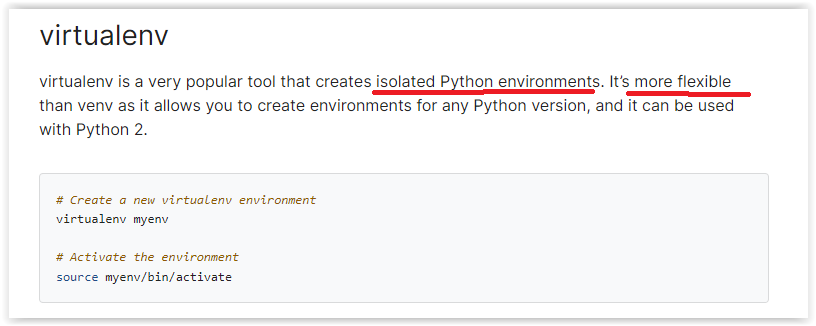 virtualenv
virtualenv is a very popular tool that creates isolated Python environments. It’s more flexible
than venv as it allows you to create environments for any Python version, and it can be used
with Python 2.
# Create a new virtualenv environment
virtualenv myenv
# Activate the environment
source myenv/bin/activate